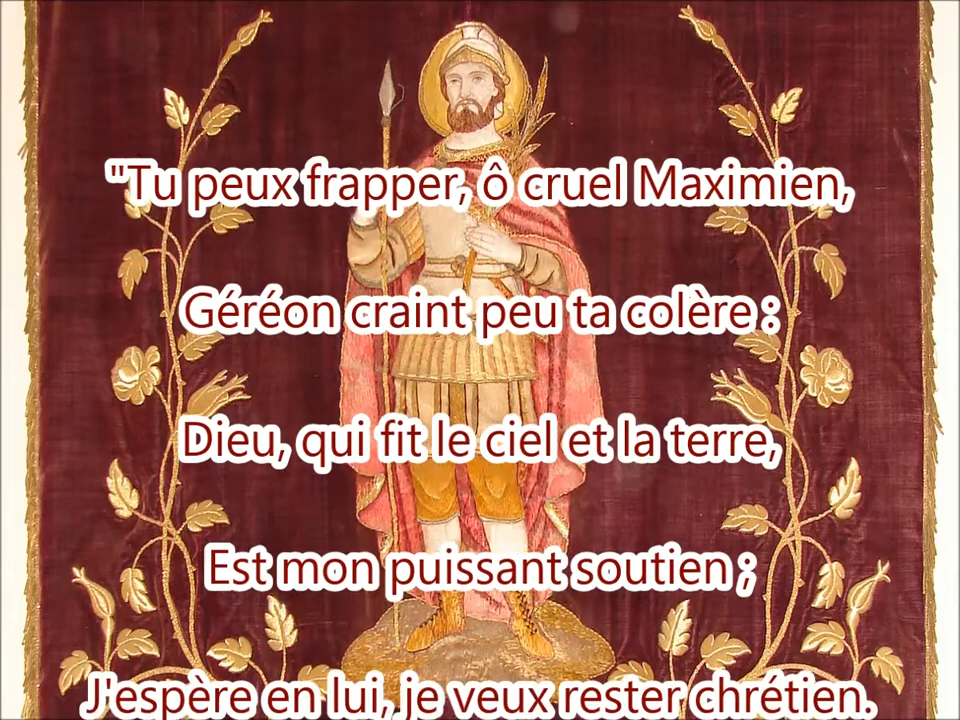 "Tu peux frapper, ô cruel Maximien,
Géréon craint peu ta colère :
Dieu, qui fit le ciel et la terre,
Est mon puissant soutien ;
J'espère en lui, je veux rester chrétien.